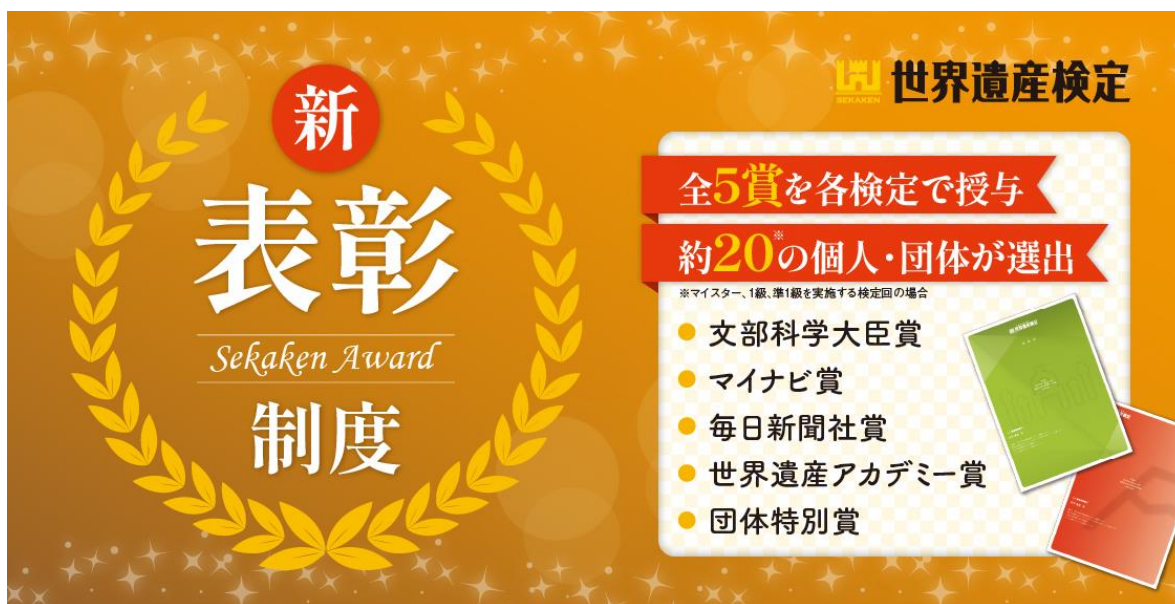 新
表彰
Sekaken Award
制度
SEKAKEN
世界遺産検定
全5賞を各検定で授与
約20※の個人・団体が選出
※マイスター、1級、準1級を実施する検定回の場合
文部科学大臣賞
マイナビ賞
毎日新聞社賞
世界遺産アカデミー賞
団体特別賞